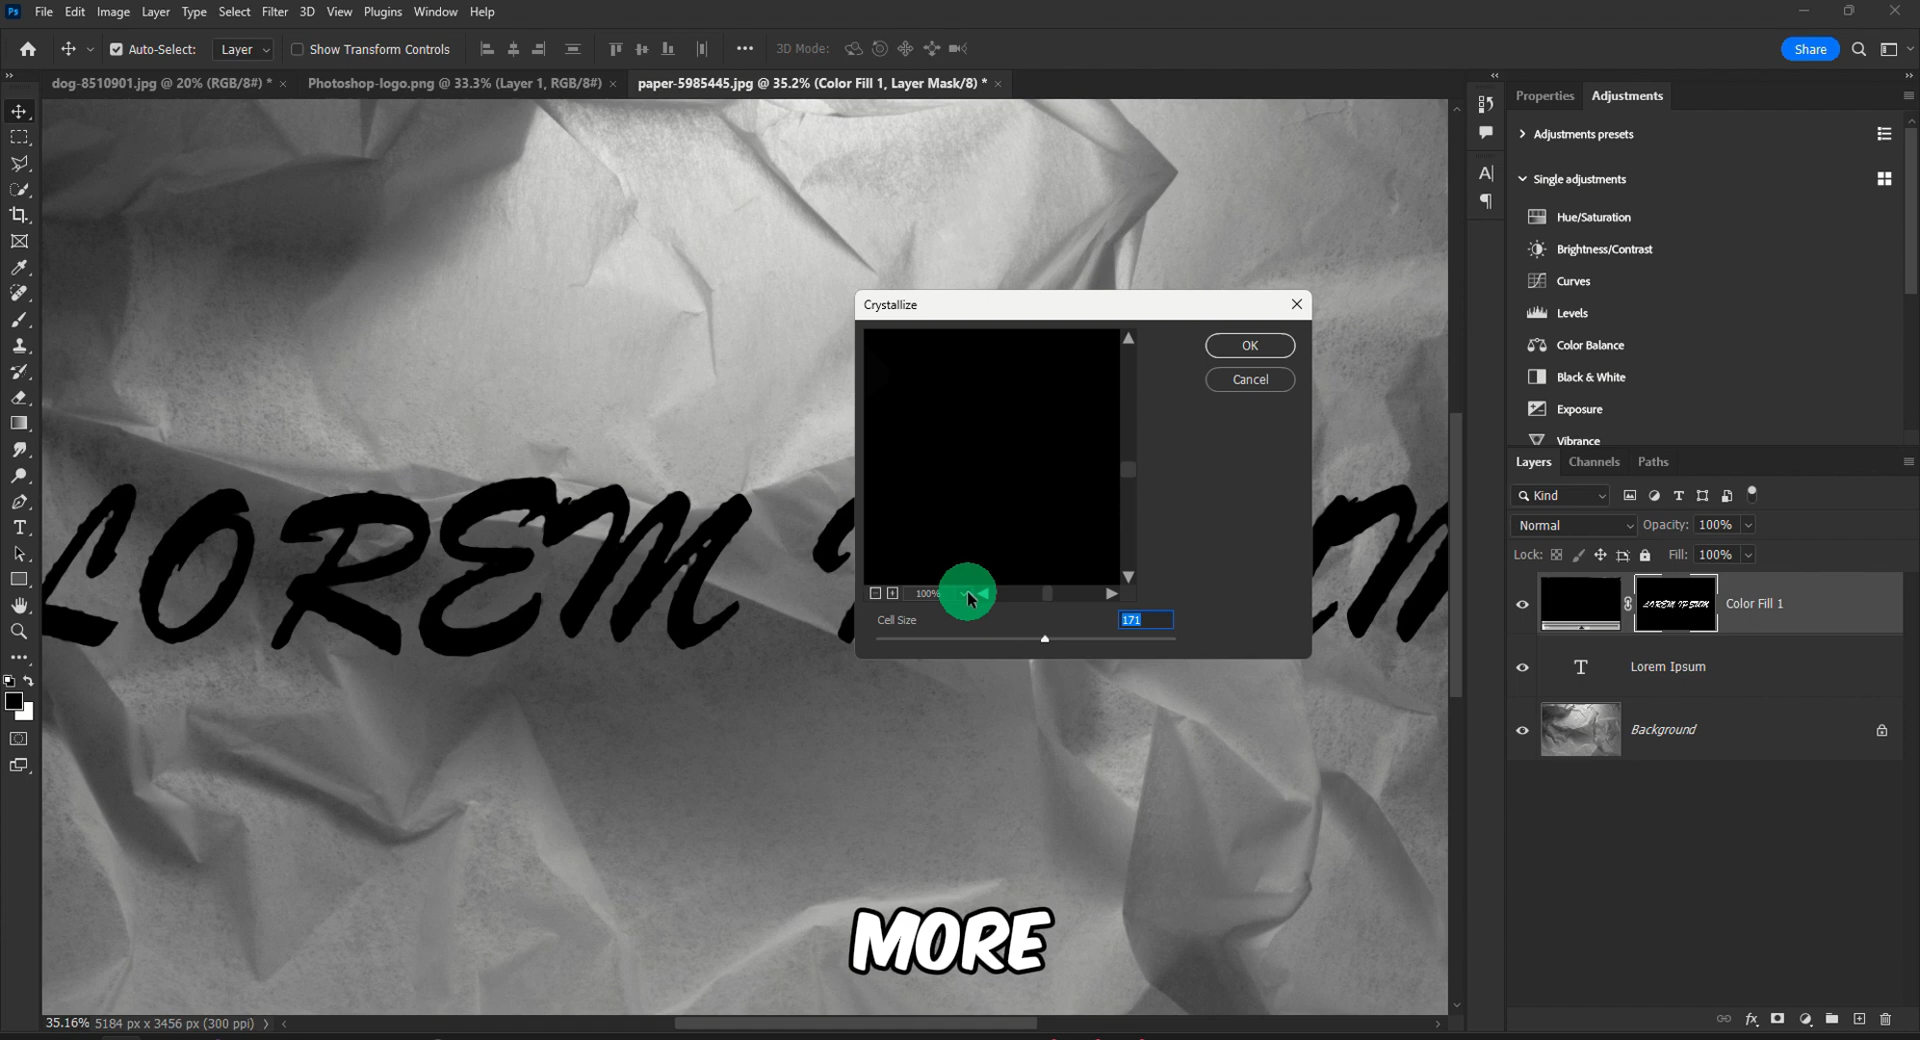 Ps File Edit Image Layer Type Select Filter 3D View Plugins Window Help
Auto-Select: Layer Show Transform Controls 3D Mode: Share
dog-8510901.jpg @ 20% (RGB/8#) * × Photoshop-logo.png @ 33.3% (Layer 1, RGB/8#) × paper-5985445.jpg @ 35.2% (Color Fill 1, Layer Mask/8) * ×
Properties Adjustments
Adjustments presets
Single adjustments
Hue/Saturation
Brightness/Contrast
Curves
Levels
Color Balance
Black & White
Exposure
Vibrance
Crystallize
OK
Cancel
100%
Cell Size 171
LOREM
Layers Channels Paths
Kind
Normal Opacity: 100%
Lock: Fill: 100%
LOREM IPSUM Color Fill 1
T Lorem Ipsum
Background
MORE
35.16% 5184 px x 3456 px (300 ppi)